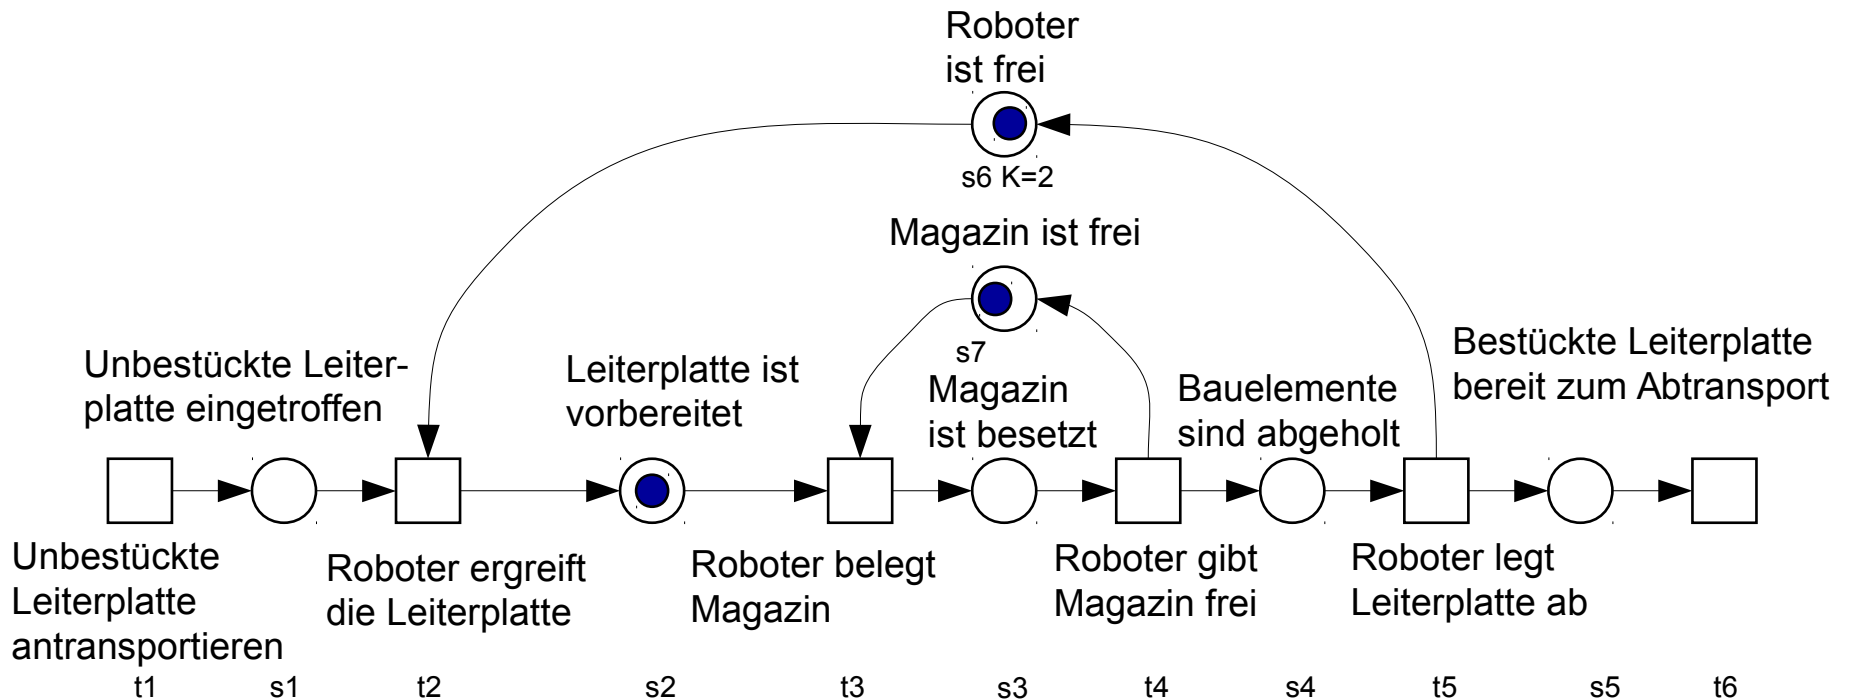 Roboter
ist frei
s6 K=2
Magazin ist frei
s7
Unbestückte Leiter-
platte eingetroffen
Leiterplatte ist
vorbereitet
Magazin
ist besetzt
Bauelemente
sind abgeholt
Bestückte Leiterplatte
bereit zum Abtransport
Unbestückte
Leiterplatte
antransportieren
Roboter ergreift
die Leiterplatte
Roboter belegt
Magazin
Roboter gibt
Magazin frei
Roboter legt
Leiterplatte ab
t1 s1 t2 s2 t3 s3 t4 s4 t5 s5 t6